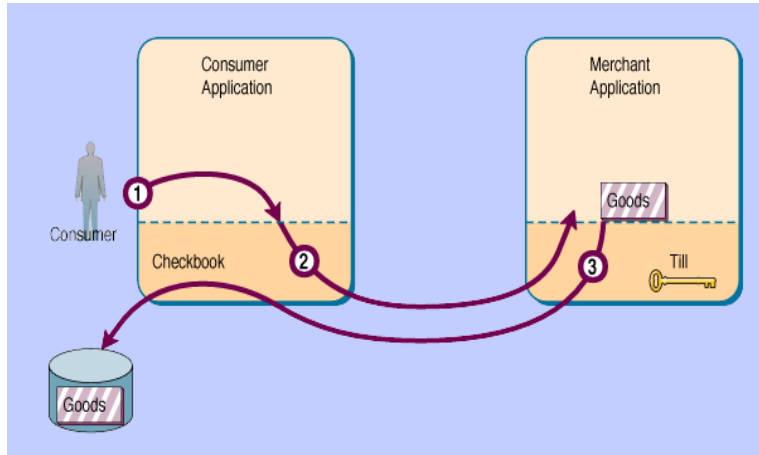 Consumer
Application
Merchant
Application
1
Goods
Consumer
Checkbook
2
3
Till
Goods